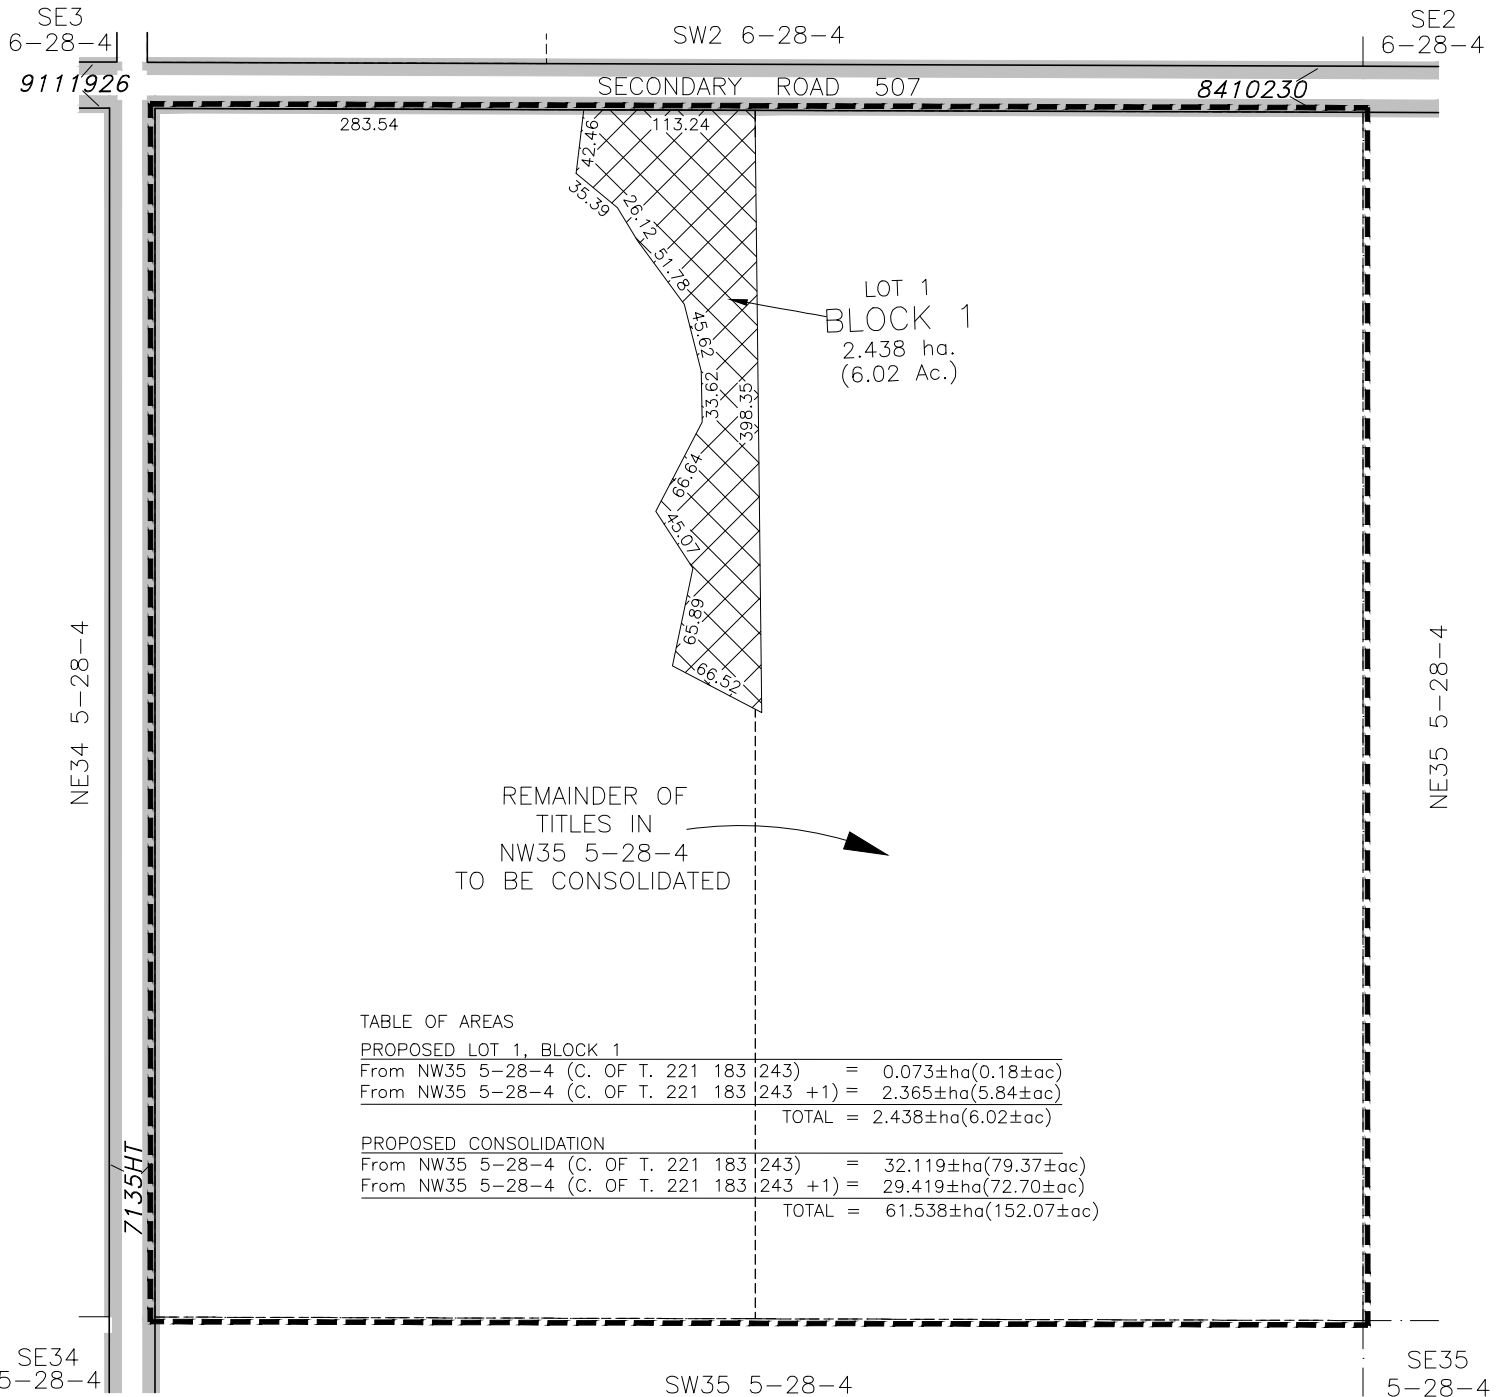 SE3
6-28-4
SW2 6-28-4
SE2
6-28-4
9111926
SECONDARY ROAD 507
8410230
283.54
113.24
42.46
35.39
26.12
51.78
45.62
33.62
398.35
66.64
45.07
65.89
66.52
LOT 1
BLOCK 1
2.438 ha.
(6.02 Ac.)
NE34 5-28-4
NE35 5-28-4
REMAINDER OF
TITLES IN
NW35 5-28-4
TO BE CONSOLIDATED
TABLE OF AREAS
PROPOSED LOT 1, BLOCK 1
From NW35 5-28-4 (C. OF T. 221 183 243) = 0.073±ha(0.18±ac)
From NW35 5-28-4 (C. OF T. 221 183 243 +1) = 2.365±ha(5.84±ac)
TOTAL = 2.438±ha(6.02±ac)
PROPOSED CONSOLIDATION
From NW35 5-28-4 (C. OF T. 221 183 243) = 32.119±ha(79.37±ac)
From NW35 5-28-4 (C. OF T. 221 183 243 +1) = 29.419±ha(72.70±ac)
TOTAL = 61.538±ha(152.07±ac)
7135HT
SE34
5-28-4
SW35 5-28-4
SE35
5-28-4